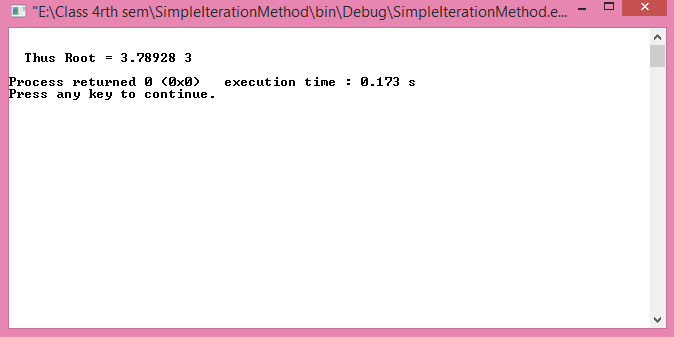 "E:\Class 4rth sem\SimpleIterationMethod\bin\Debug\SimpleIterationMethod.e...
Thus Root = 3.78928 3
Process returned 0 (0x0)   execution time : 0.173 s
Press any key to continue.